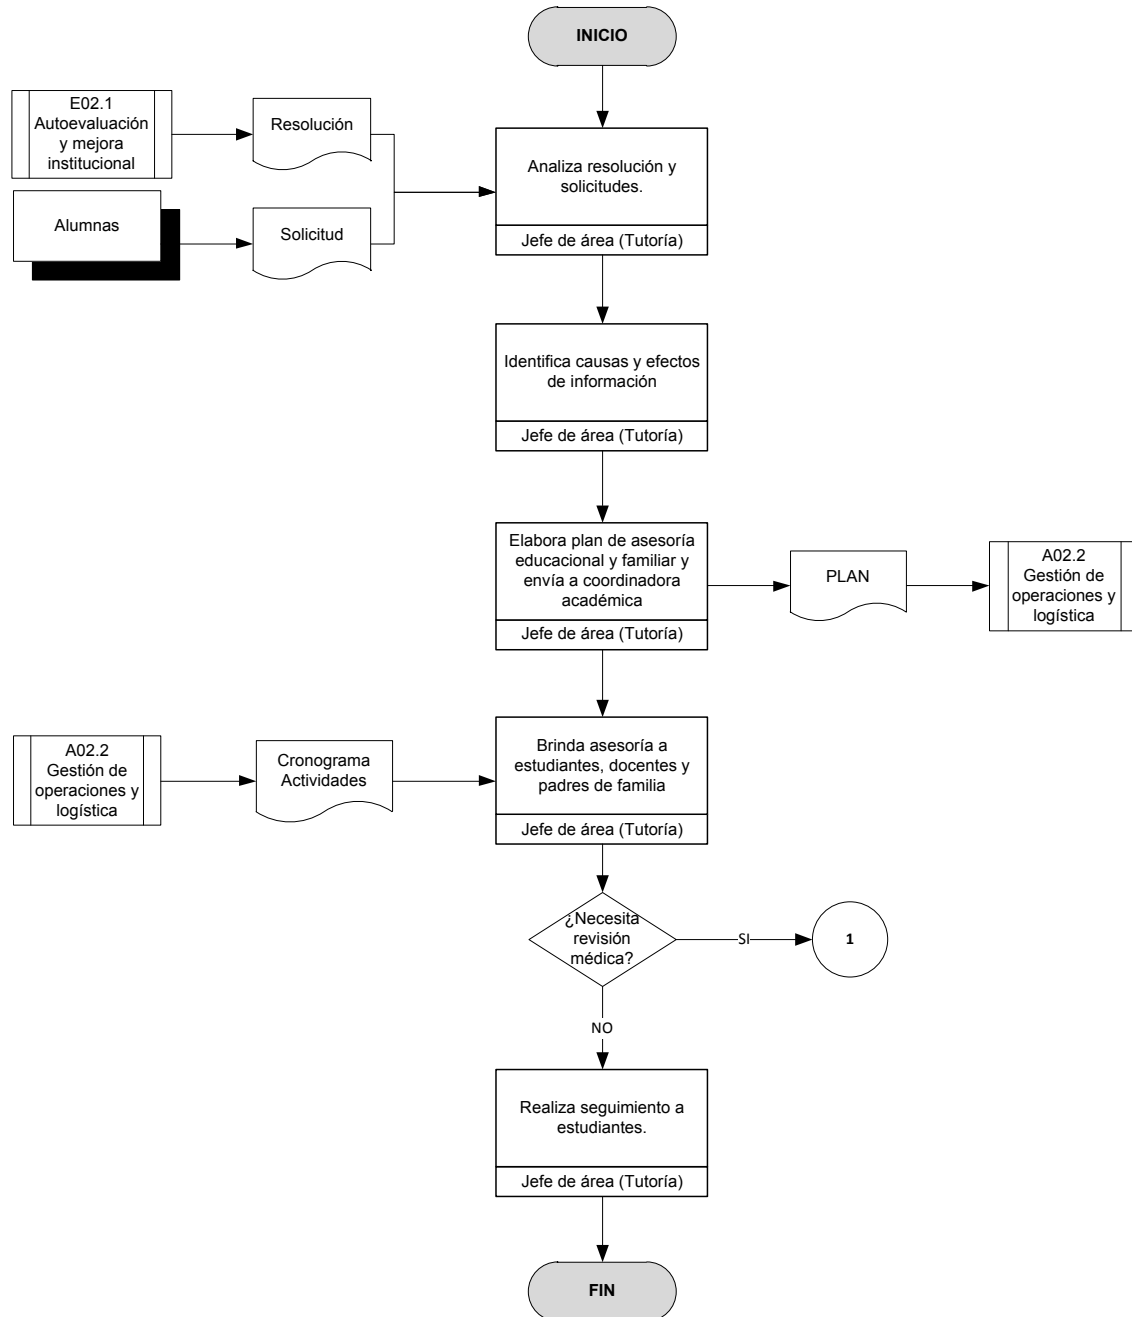 INICIO
E02.1
Autoevaluación
y mejora
institucional
Resolución
Alumnas
Solicitud
Analiza resolución y
solicitudes.
Jefe de área (Tutoría)
Identifica causas y efectos
de información
Jefe de área (Tutoría)
Elabora plan de asesoría
educacional y familiar y
envía a coordinadora
académica
Jefe de área (Tutoría)
PLAN
A02.2
Gestión de
operaciones y
logística
A02.2
Gestión de
operaciones y
logística
Cronograma
Actividades
Brinda asesoría a
estudiantes, docentes y
padres de familia
Jefe de área (Tutoría)
¿Necesita
revisión
médica?
SI
1
NO
Realiza seguimiento a
estudiantes.
Jefe de área (Tutoría)
FIN